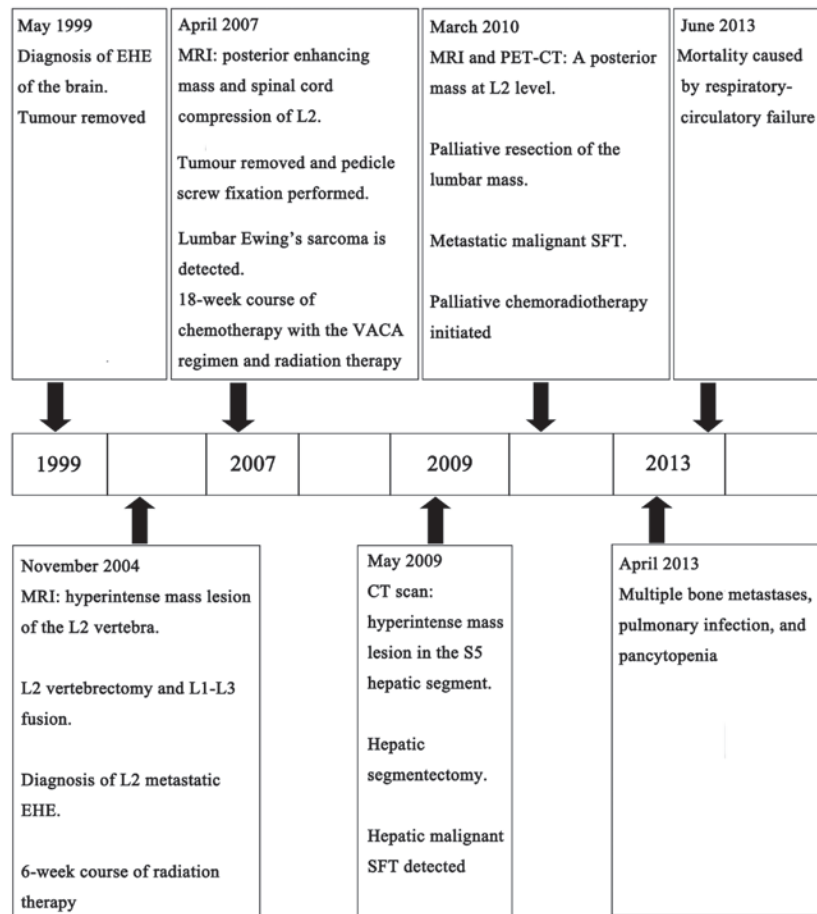 May 1999
Diagnosis of EHE
of the brain.
Tumour removed
April 2007
MRI: posterior enhancing
mass and spinal cord
compression of L2.
Tumour removed and pedicle
screw fixation performed.
Lumbar Ewing's sarcoma is
detected.
18-week course of
chemotherapy with the VACA
regimen and radiation therapy
March 2010
MRI and PET-CT: A posterior
mass at L2 level.
Palliative resection of the
lumbar mass.
Metastatic malignant SFT.
Palliative chemoradiotherapy
initiated
June 2013
Mortality caused
by respiratory-
circulatory failure
1999
2007
2009
2013
November 2004
MRI: hyperintense mass lesion
of the L2 vertebra.
L2 vertebrectomy and L1-L3
fusion.
Diagnosis of L2 metastatic
EHE.
6-week course of radiation
therapy
May 2009
CT scan:
hyperintense mass
lesion in the S5
hepatic segment.
Hepatic
segmentectomy.
Hepatic malignant
SFT detected
April 2013
Multiple bone metastases,
pulmonary infection, and
pancytopenia